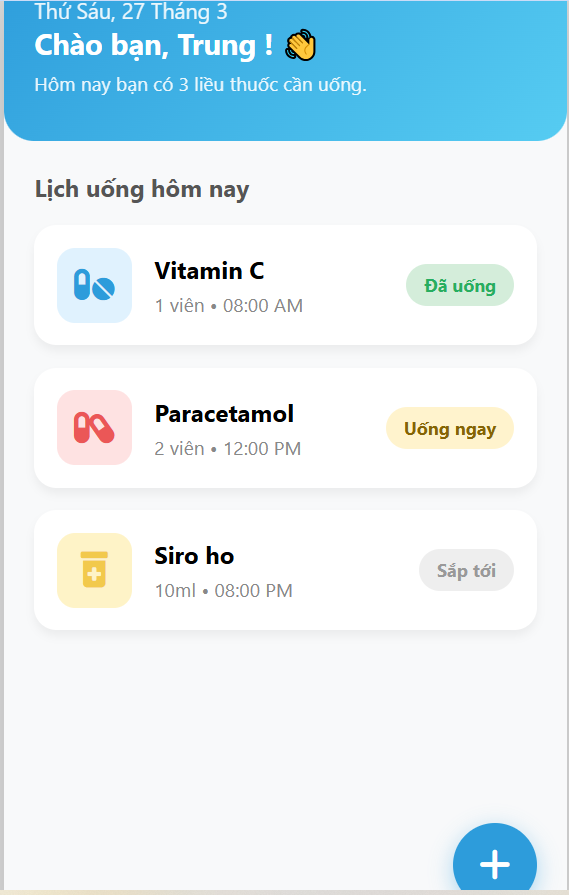 Thứ Sáu, 27 Tháng 3
Chào bạn, Trung ! 👋
Hôm nay bạn có 3 liều thuốc cần uống.
Lịch uống hôm nay
Vitamin C
1 viên • 08:00 AM
Đã uống
Paracetamol
2 viên • 12:00 PM
Uống ngay
Siro ho
10ml • 08:00 PM
Sắp tới